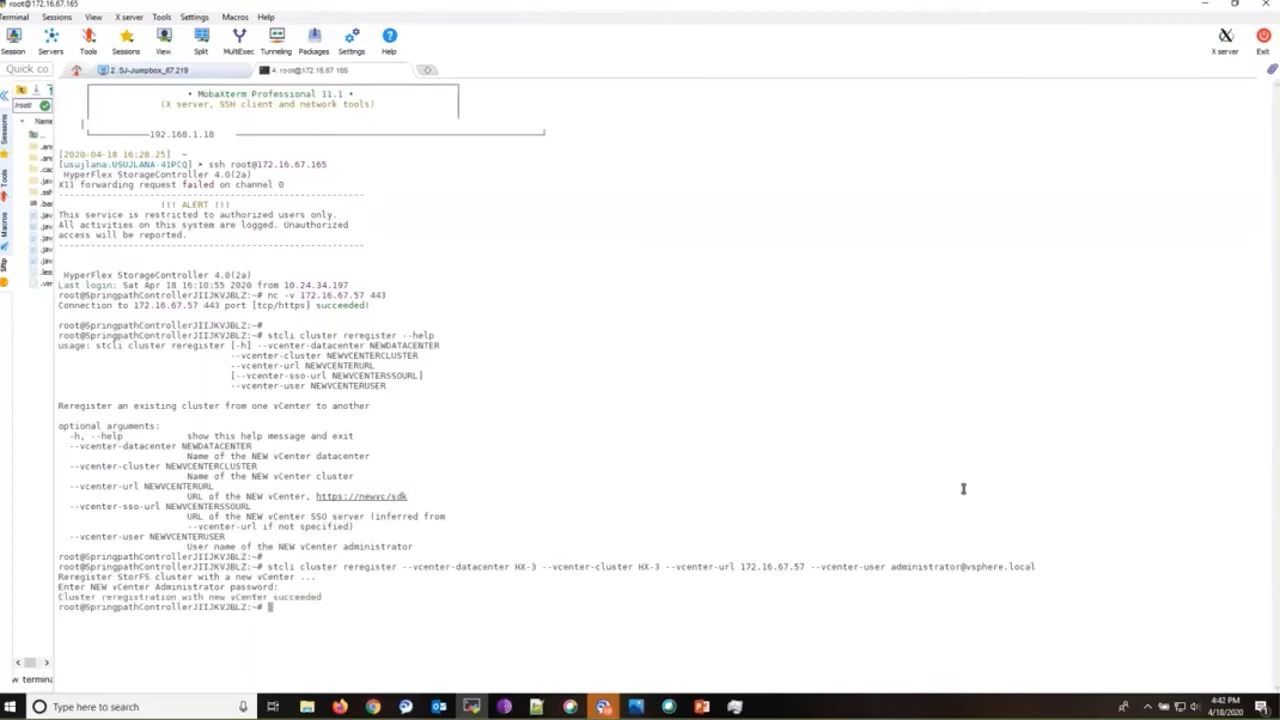 root@172.16.67.165
Terminal Sessions View X server Tools Settings Macros Help
Session Servers Tools Sessions View Split MultiExec Tunneling Packages Settings Help X server Exit
Quick co
2. SJ-Jumpbox_67.219
4. root@172.16.67.165
/root/
Name
Sessions
Tools
Macros
Sftp
• MobaXterm Professional 11.1 •
(X server, SSH client and network tools)
192.168.1.18
[2020-04-18 16:28.25] ~
[usujlana.USUJLANA-41PCQ] ➤ ssh root@172.16.67.165
HyperFlex StorageController 4.0(2a)
X11 forwarding request failed on channel 0
--------------------------------------------------------
!!! ALERT !!!
This service is restricted to authorized users only.
All activities on this system are logged. Unauthorized
access will be reported.
--------------------------------------------------------
HyperFlex StorageController 4.0(2a)
Last login: Sat Apr 18 16:10:55 2020 from 10.24.34.197
root@SpringpathControllerJIIJKVJBLZ:~# nc -v 172.16.67.57 443
Connection to 172.16.67.57 443 port [tcp/https] succeeded!
root@SpringpathControllerJIIJKVJBLZ:~#
root@SpringpathControllerJIIJKVJBLZ:~# stcli cluster reregister --help
usage: stcli cluster reregister [-h] --vcenter-datacenter NEWDATACENTER
--vcenter-cluster NEWVCENTERCLUSTER
--vcenter-url NEWVCENTERURL
[--vcenter-sso-url NEWVCENTERSSOURL]
--vcenter-user NEWVCENTERUSER
Reregister an existing cluster from one vCenter to another
optional arguments:
-h, --help show this help message and exit
--vcenter-datacenter NEWDATACENTER
Name of the NEW vCenter datacenter
--vcenter-cluster NEWVCENTERCLUSTER
Name of the NEW vCenter cluster
--vcenter-url NEWVCENTERURL
URL of the NEW vCenter, https://newvc/sdk
--vcenter-sso-url NEWVCENTERSSOURL
URL of the NEW vCenter SSO server (inferred from
--vcenter-url if not specified)
--vcenter-user NEWVCENTERUSER
User name of the NEW vCenter administrator
root@SpringpathControllerJIIJKVJBLZ:~#
root@SpringpathControllerJIIJKVJBLZ:~# stcli cluster reregister --vcenter-datacenter HX-3 --vcenter-cluster HX-3 --vcenter-url 172.16.67.57 --vcenter-user administrator@vsphere.local
Reregister StorFS cluster with a new vCenter ...
Enter NEW vCenter Administrator password:
Cluster reregistration with new vCenter succeeded
root@SpringpathControllerJIIJKVJBLZ:~#
w termina
Type here to search
4:42 PM
4/18/2020